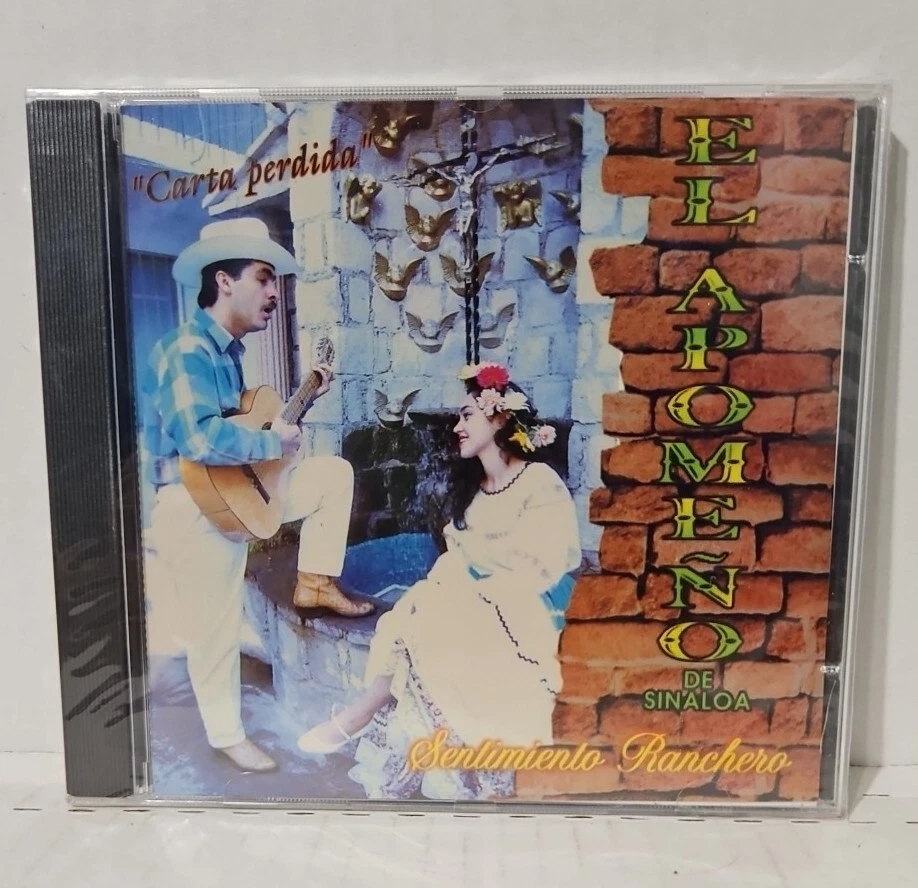 "Carta perdida"
EL
APOMEÑO
DE
SINALOA
Sentimiento Ranchero